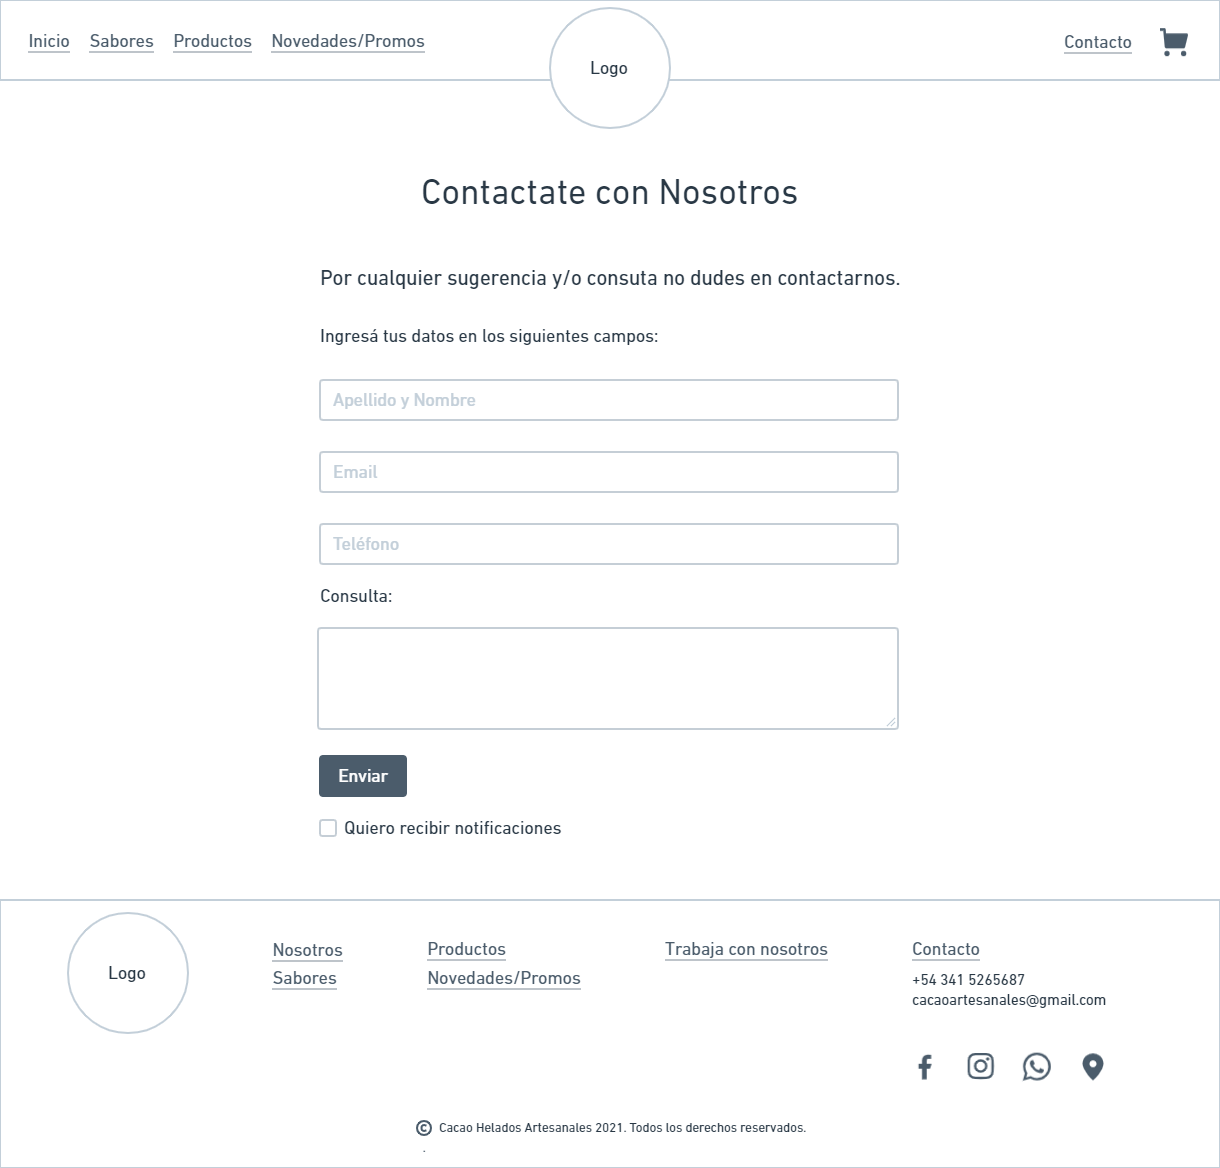 Inicio Sabores Productos Novedades/Promos Logo Contacto
Contactate con Nosotros
Por cualquier sugerencia y/o consuta no dudes en contactarnos.
Ingresá tus datos en los siguientes campos:
Apellido y Nombre
Email
Teléfono
Consulta:
Enviar
Quiero recibir notificaciones
Logo
Nosotros
Sabores
Productos
Novedades/Promos
Trabaja con nosotros
Contacto
+54 341 5265687
cacaoartesanales@gmail.com
© Cacao Helados Artesanales 2021. Todos los derechos reservados.
.